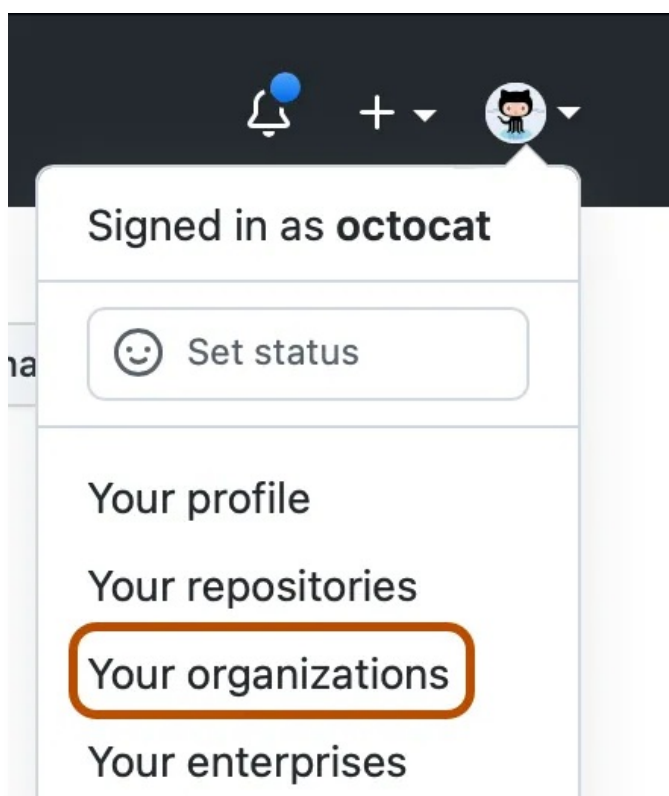 Signed in as octocat
Set status
Your profile
Your repositories
Your organizations
Your enterprises